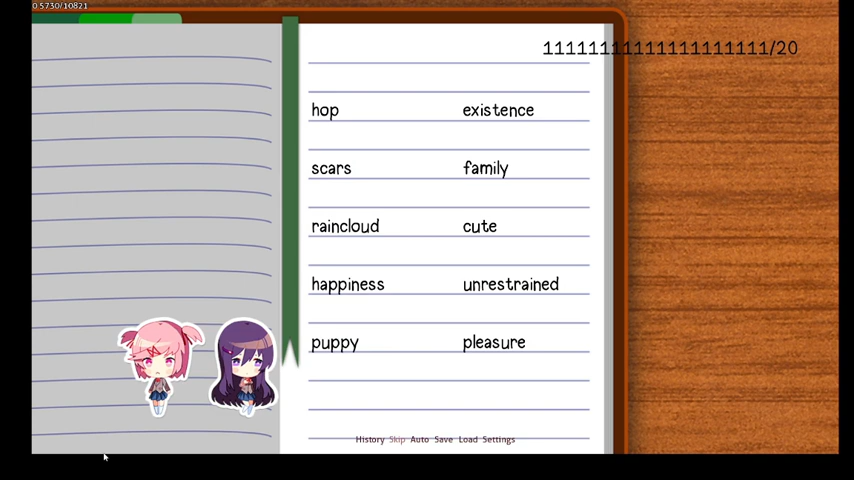 0.5730/10821
11111111111111111111/20
hop existence
scars family
raincloud cute
happiness unrestrained
puppy pleasure
History Skip Auto Save Load Settings